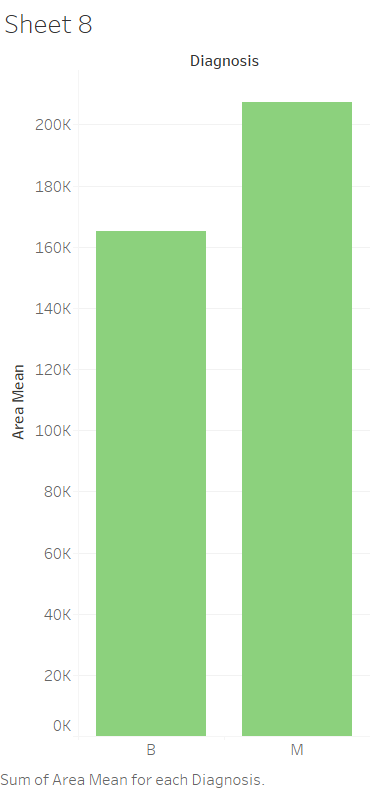 Sheet 8
Diagnosis
Area Mean
200K
180K
160K
140K
120K
100K
80K
60K
40K
20K
0K
B
M
Sum of Area Mean for each Diagnosis.